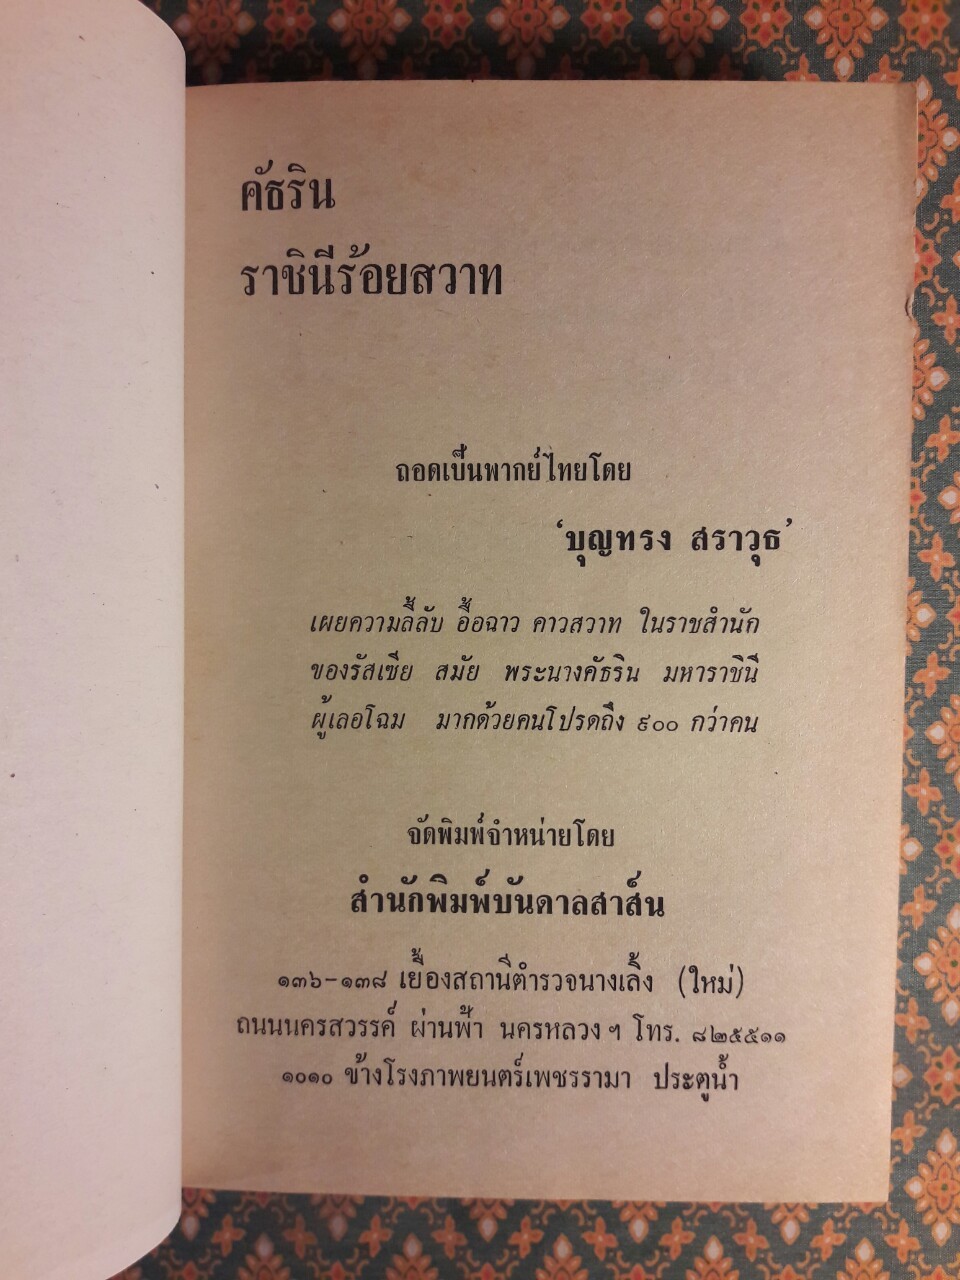 คัธริน
ราชินีร้อยสวาท
ถอดเป็นพากย์ไทยโดย
‘บุญทรง สราวุธ’
เผยความลี้ลับ อื้อฉาว คาวสวาท ในราชสำนัก
ของรัสเซีย สมัย พระนางคัธริน มหาราชินี
ผู้เลอโฉม มากด้วยคนโปรดถึง ๙๐๐ กว่าคน
จัดพิมพ์จำหน่ายโดย
สำนักพิมพ์บันดาลสาส์น
๑๓๖-๑๓๘ เยื้องสถานีตำรวจนางเลิ้ง (ใหม่)
ถนนนครสวรรค์ ผ่านฟ้า นครหลวง ฯ โทร. ๘๒๕๕๑๑
๑๐๑๐ ข้างโรงภาพยนตร์เพชรรามา ประตูน้ำ